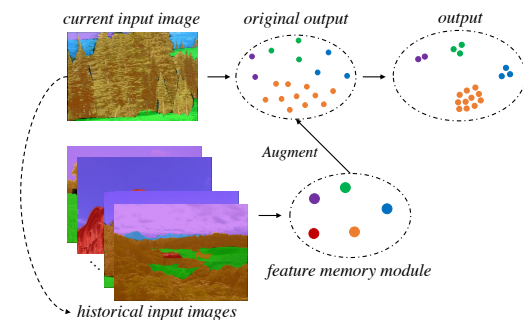 current input image
original output
output
Augment
feature memory module
historical input images